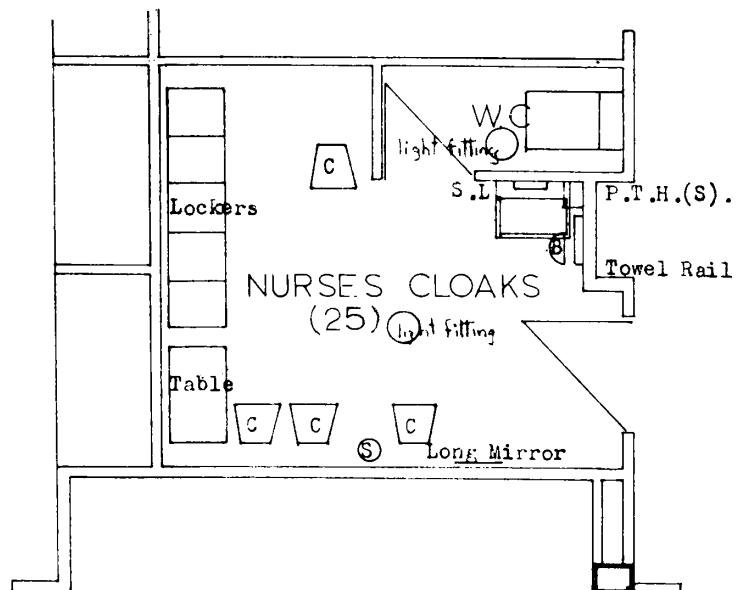 W.C
light fitting
C
S.L
P.T.H.(S).
Lockers
B
Towel Rail
NURSES CLOAKS
(25)
light fitting
Table
C
C
C
S
Long Mirror